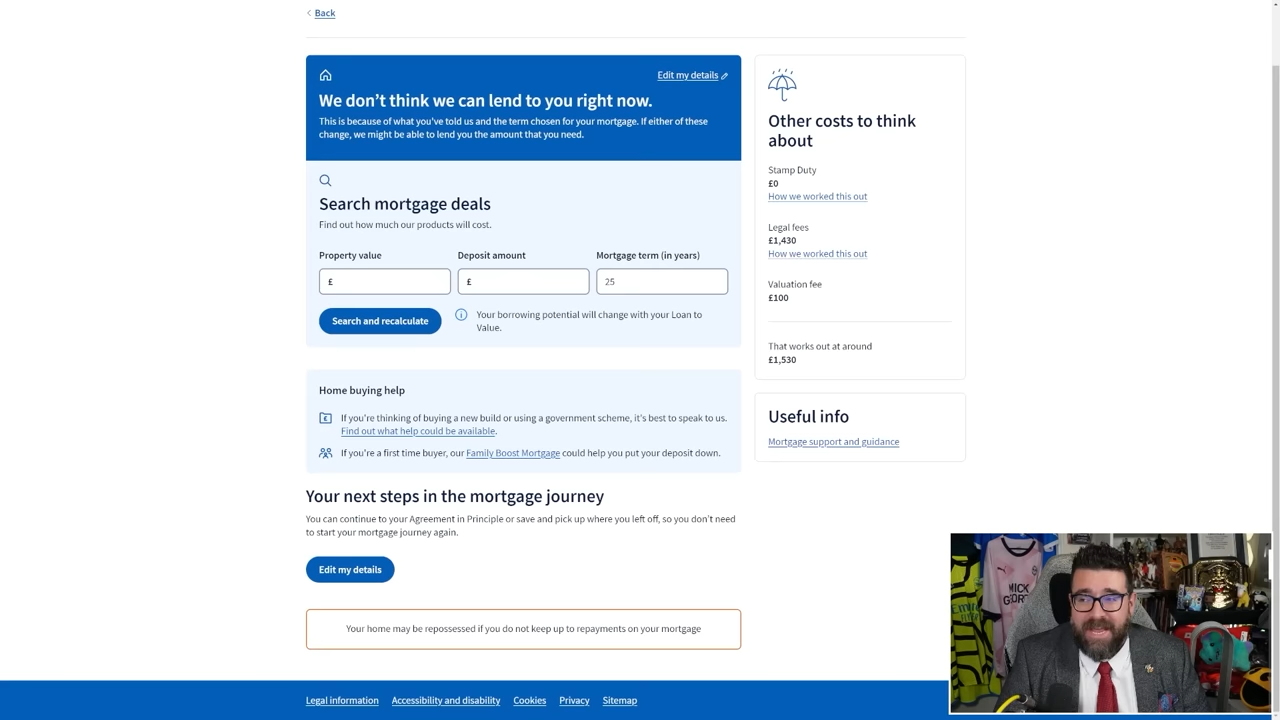 Back
Edit my details
We don’t think we can lend to you right now.
This is because of what you’ve told us and the term chosen for your mortgage. If either of these
change, we might be able to lend you the amount that you need.
Search mortgage deals
Find out how much our products will cost.
Property value
Deposit amount
Mortgage term (in years)
£
£
25
Search and recalculate
Your borrowing potential will change with your Loan to
Value.
Home buying help
If you're thinking of buying a new build or using a government scheme, it's best to speak to us.
Find out what help could be available.
If you're a first time buyer, our Family Boost Mortgage could help you put your deposit down.
Your next steps in the mortgage journey
You can continue to your Agreement in Principle or save and pick up where you left off, so you don't need
to start your mortgage journey again.
Edit my details
Your home may be repossessed if you do not keep up to repayments on your mortgage
Other costs to think
about
Stamp Duty
£0
How we worked this out
Legal fees
£1,430
How we worked this out
Valuation fee
£100
That works out at around
£1,530
Useful info
Mortgage support and guidance
Legal information
Accessibility and disability
Cookies
Privacy
Sitemap
MICK
GEORGE